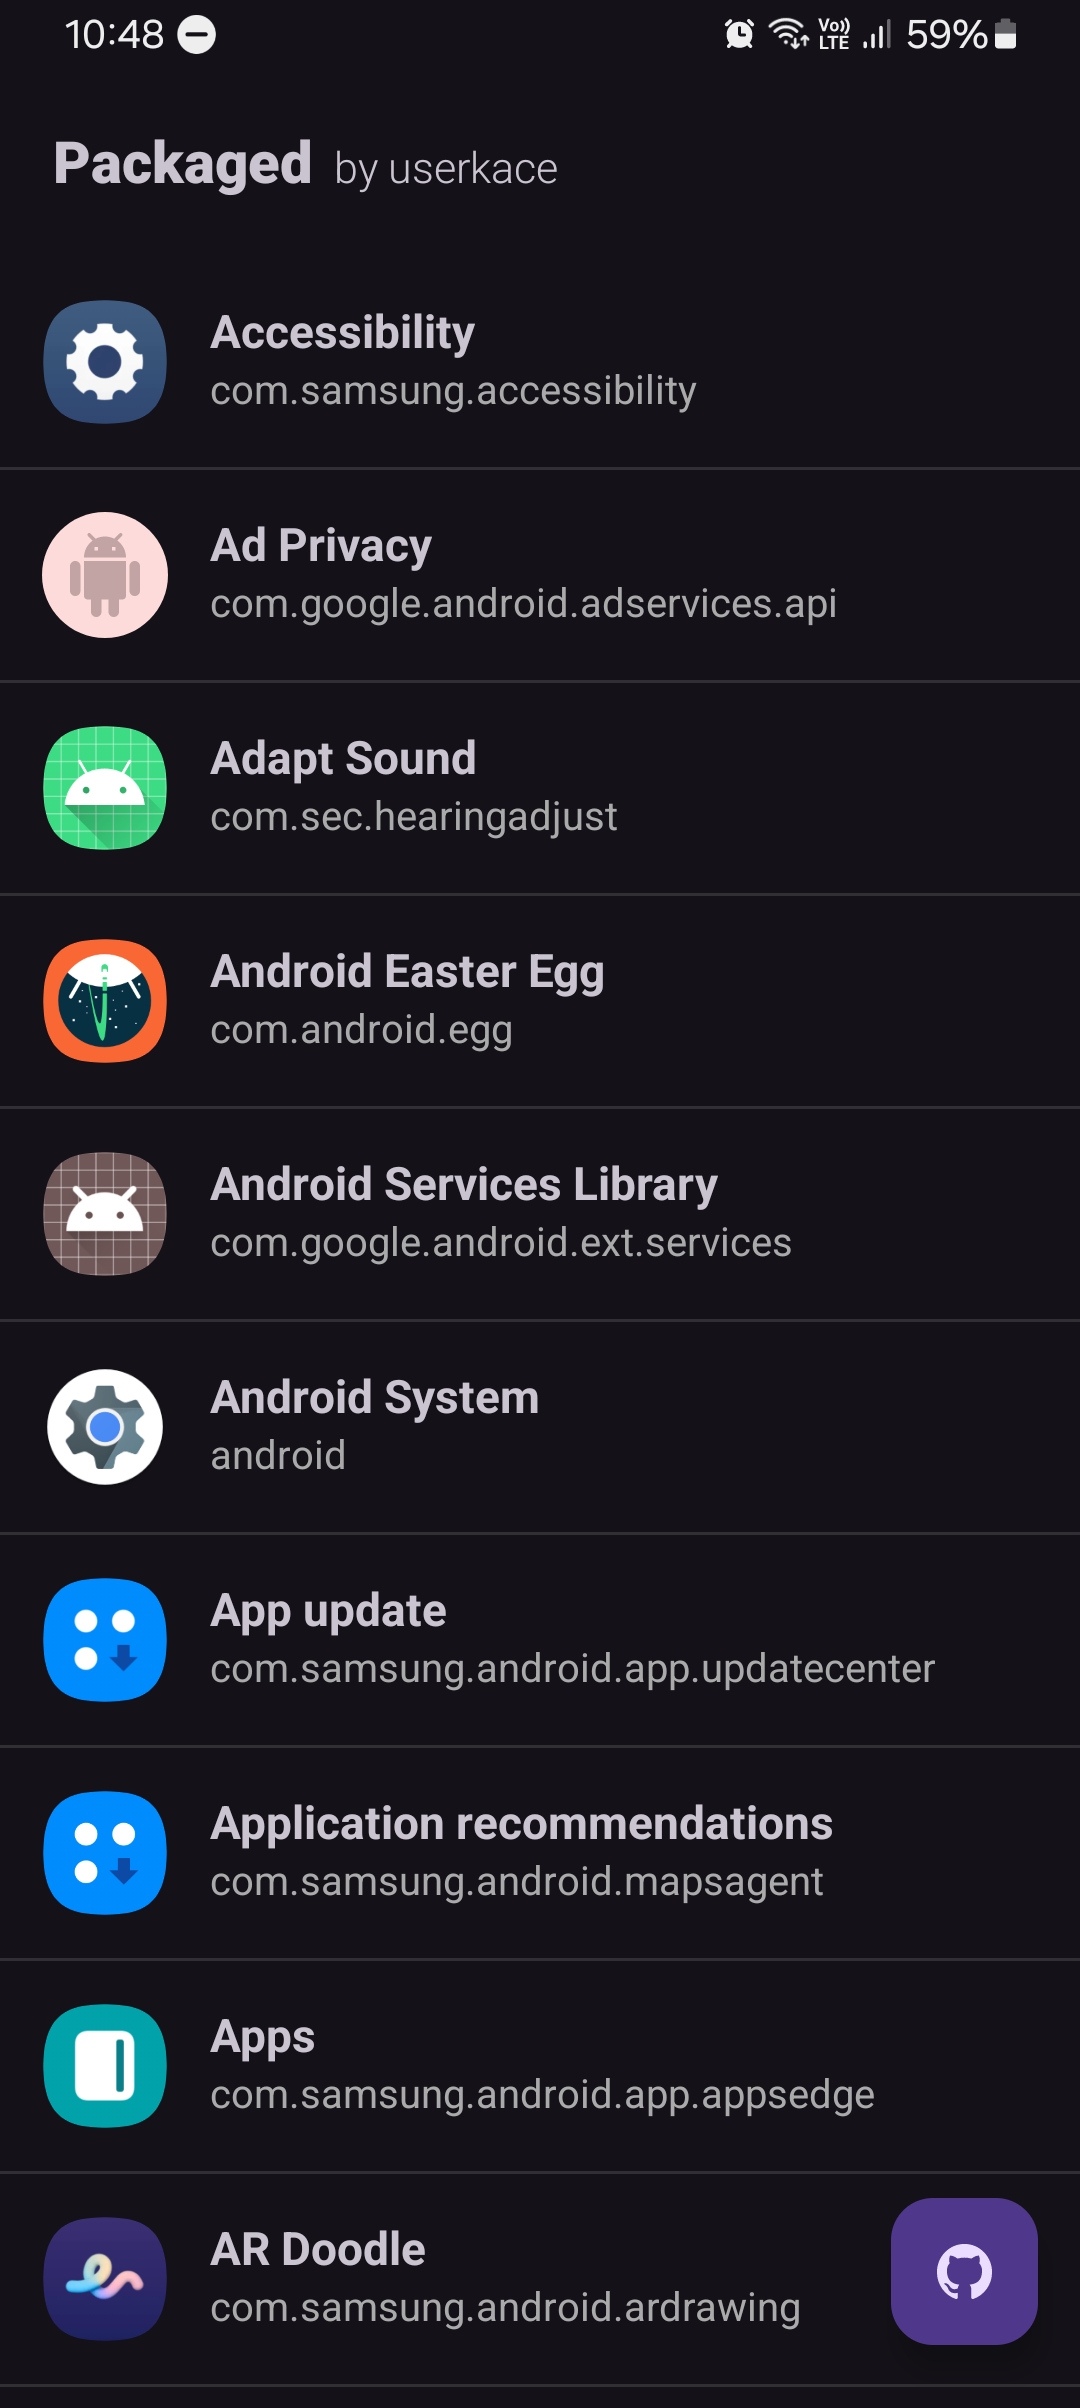 10:48 Vo)) LTE 59%
Packaged by userkace
Accessibility
com.samsung.accessibility
Ad Privacy
com.google.android.adservices.api
Adapt Sound
com.sec.hearingadjust
Android Easter Egg
com.android.egg
Android Services Library
com.google.android.ext.services
Android System
android
App update
com.samsung.android.app.updatecenter
Application recommendations
com.samsung.android.mapsagent
Apps
com.samsung.android.app.appsedge
AR Doodle
com.samsung.android.ardrawing